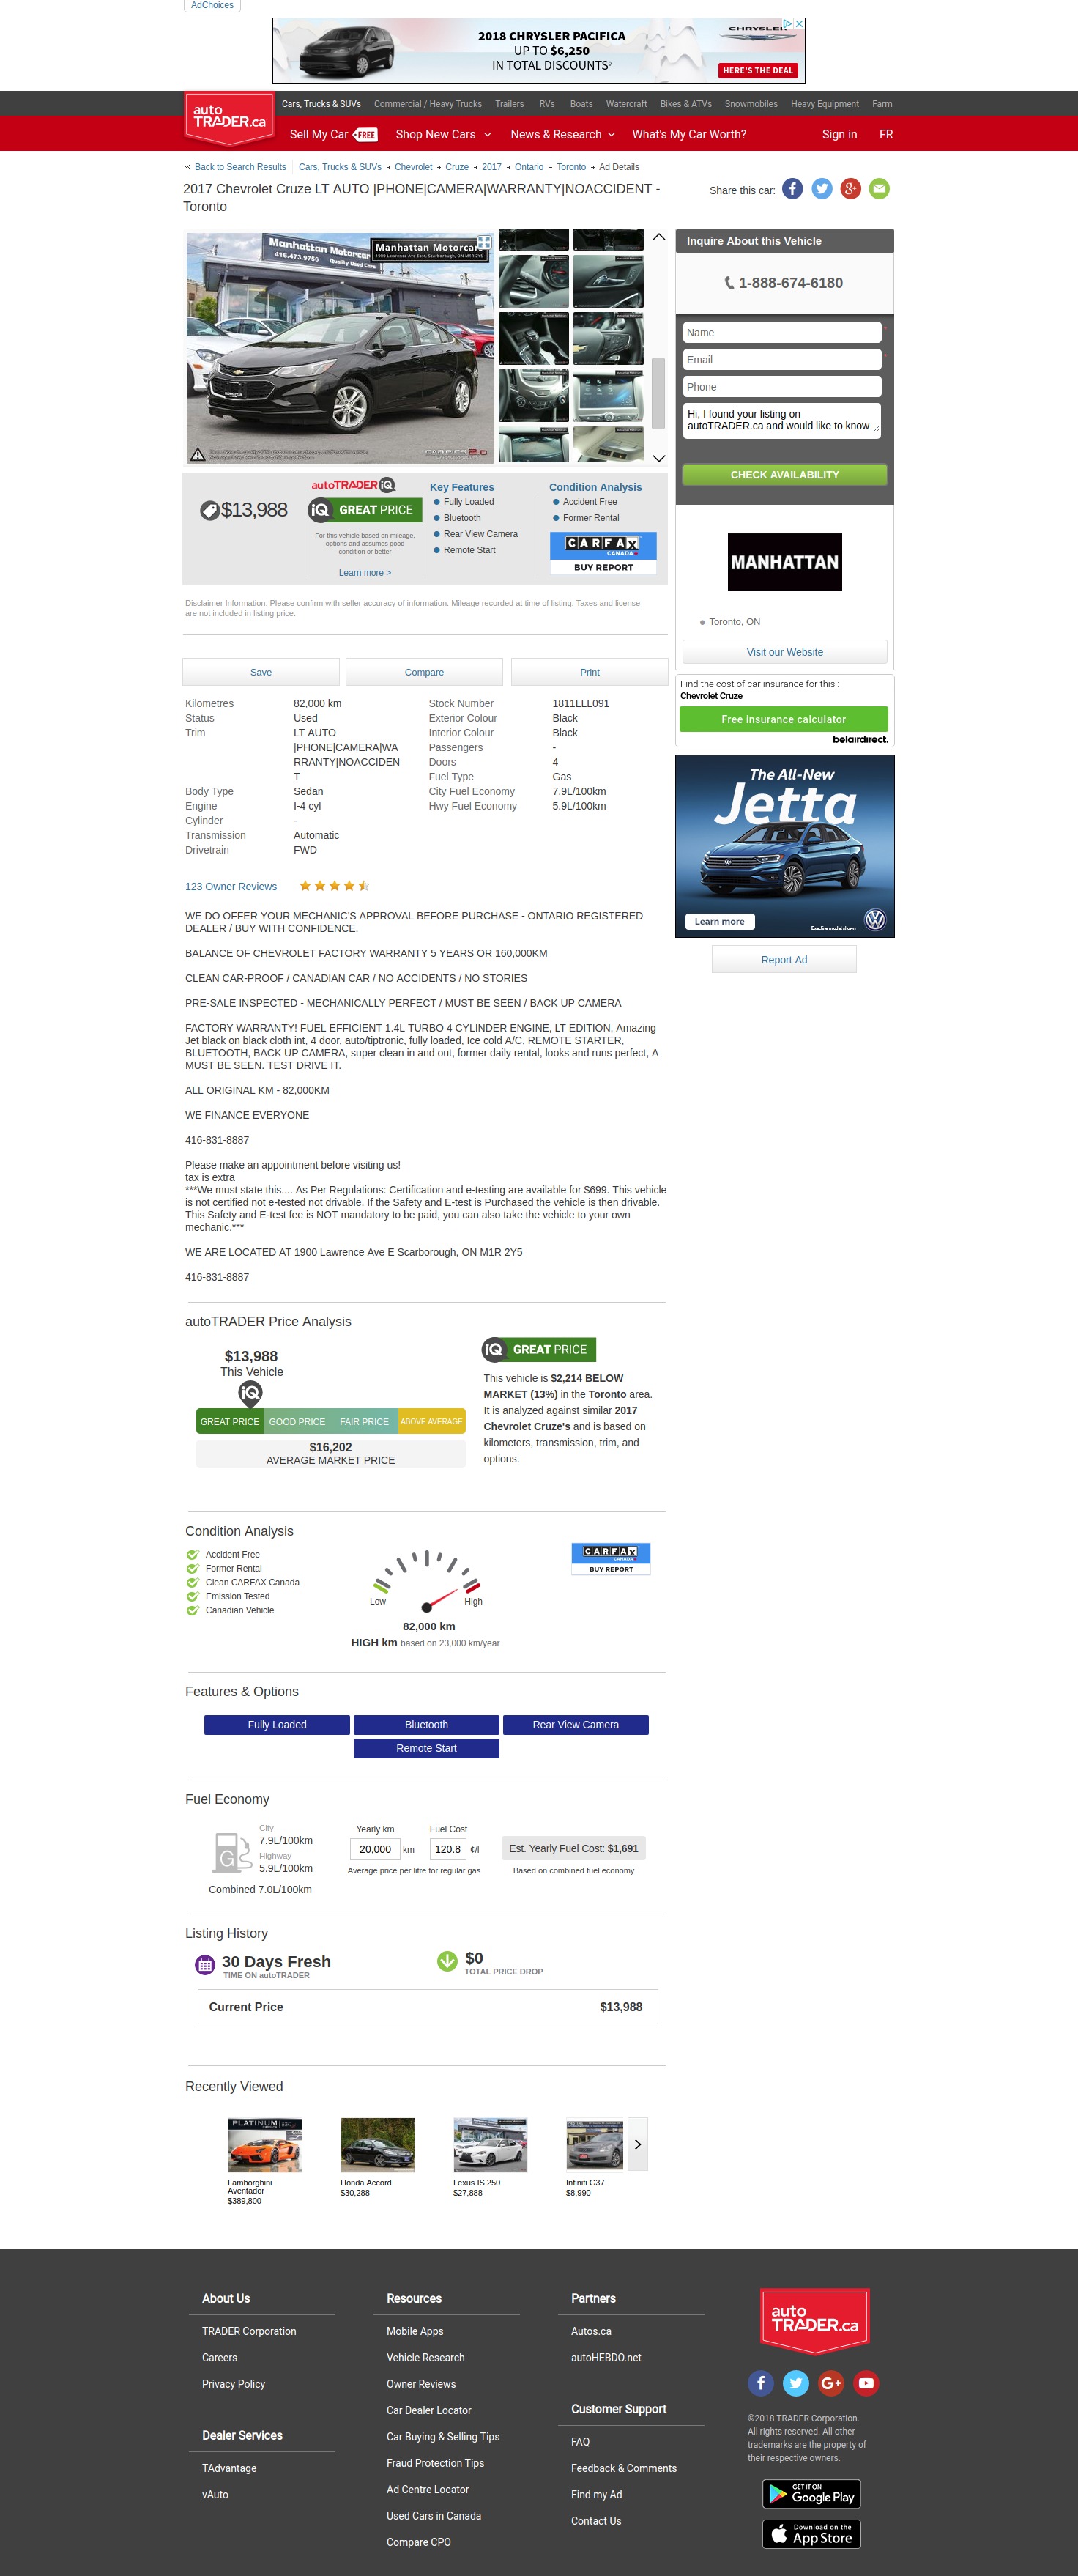 AdChoices
2018 CHRYSLER PACIFICA
UP TO $6,250
IN TOTAL DISCOUNTS◊
CHRYSLER
HERE'S THE DEAL
auto
TRADER.ca
Cars, Trucks & SUVs Commercial / Heavy Trucks Trailers RVs Boats Watercraft Bikes & ATVs Snowmobiles Heavy Equipment Farm
Sell My Car FREE Shop New Cars News & Research What's My Car Worth? Sign in FR
« Back to Search Results Cars, Trucks & SUVs → Chevrolet → Cruze → 2017 → Ontario → Toronto → Ad Details
2017 Chevrolet Cruze LT AUTO |PHONE|CAMERA|WARRANTY|NOACCIDENT -
Toronto
Share this car:
Manhattan Motorcar
416.473.9756
Quality Used Cars
Manhattan Motorcar
1900 Lawrence Ave East, Scarborough, ON M1R 2Y5
Inquire About this Vehicle
1-888-674-6180
Name
*
Email
*
Phone
Hi, I found your listing on
autoTRADER.ca and would like to know
CHECK AVAILABILITY
$13,988
autoTRADER iQ
iQ GREAT PRICE
For this vehicle based on mileage,
options and assumes good
condition or better
Learn more >
Key Features
Fully Loaded
Bluetooth
Rear View Camera
Remote Start
Condition Analysis
Accident Free
Former Rental
CARFAX
CANADA
BUY REPORT
MANHATTAN
Toronto, ON
Visit our Website
Disclaimer Information: Please confirm with seller accuracy of information. Mileage recorded at time of listing. Taxes and license
are not included in listing price.
Save Compare Print
Find the cost of car insurance for this :
Chevrolet Cruze
Free insurance calculator
belairdirect.
Kilometres 82,000 km
Status Used
Trim LT AUTO
|PHONE|CAMERA|WA
RRANTY|NOACCIDEN
T
Body Type Sedan
Engine I-4 cyl
Cylinder -
Transmission Automatic
Drivetrain FWD
Stock Number 1811LLL091
Exterior Colour Black
Interior Colour Black
Passengers -
Doors 4
Fuel Type Gas
City Fuel Economy 7.9L/100km
Hwy Fuel Economy 5.9L/100km
The All-New
Jetta
Learn more
Execline model shown
Report Ad
123 Owner Reviews
WE DO OFFER YOUR MECHANIC'S APPROVAL BEFORE PURCHASE - ONTARIO REGISTERED
DEALER / BUY WITH CONFIDENCE.
BALANCE OF CHEVROLET FACTORY WARRANTY 5 YEARS OR 160,000KM
CLEAN CAR-PROOF / CANADIAN CAR / NO ACCIDENTS / NO STORIES
PRE-SALE INSPECTED - MECHANICALLY PERFECT / MUST BE SEEN / BACK UP CAMERA
FACTORY WARRANTY! FUEL EFFICIENT 1.4L TURBO 4 CYLINDER ENGINE, LT EDITION, Amazing
Jet black on black cloth int, 4 door, auto/tiptronic, fully loaded, Ice cold A/C, REMOTE STARTER,
BLUETOOTH, BACK UP CAMERA, super clean in and out, former daily rental, looks and runs perfect, A
MUST BE SEEN. TEST DRIVE IT.
ALL ORIGINAL KM - 82,000KM
WE FINANCE EVERYONE
416-831-8887
Please make an appointment before visiting us!
tax is extra
***We must state this.... As Per Regulations: Certification and e-testing are available for $699. This vehicle
is not certified not e-tested not drivable. If the Safety and E-test is Purchased the vehicle is then drivable.
This Safety and E-test fee is NOT mandatory to be paid, you can also take the vehicle to your own
mechanic.***
WE ARE LOCATED AT 1900 Lawrence Ave E Scarborough, ON M1R 2Y5
416-831-8887
autoTRADER Price Analysis
$13,988
This Vehicle
iQ
GREAT PRICE GOOD PRICE FAIR PRICE ABOVE AVERAGE
$16,202
AVERAGE MARKET PRICE
iQ GREAT PRICE
This vehicle is $2,214 BELOW
MARKET (13%) in the Toronto area.
It is analyzed against similar 2017
Chevrolet Cruze's and is based on
kilometers, transmission, trim, and
options.
Condition Analysis
Accident Free
Former Rental
Clean CARFAX Canada
Emission Tested
Canadian Vehicle
Low High
82,000 km
HIGH km based on 23,000 km/year
CARFAX
CANADA
BUY REPORT
Features & Options
Fully Loaded Bluetooth Rear View Camera
Remote Start
Fuel Economy
G
City
7.9L/100km
Highway
5.9L/100km
Combined 7.0L/100km
Yearly km Fuel Cost
20,000 km 120.8 ¢/l
Average price per litre for regular gas
Est. Yearly Fuel Cost: $1,691
Based on combined fuel economy
Listing History
30 Days Fresh
TIME ON autoTRADER
$0
TOTAL PRICE DROP
Current Price $13,988
Recently Viewed
PLATINUM
Lamborghini
Aventador
$389,800
Honda Accord
$30,288
Lexus IS 250
$27,888
Infiniti G37
$8,990
About Us
TRADER Corporation
Careers
Privacy Policy
Dealer Services
TAdvantage
vAuto
Resources
Mobile Apps
Vehicle Research
Owner Reviews
Car Dealer Locator
Car Buying & Selling Tips
Fraud Protection Tips
Ad Centre Locator
Used Cars in Canada
Compare CPO
Partners
Autos.ca
autoHEBDO.net
Customer Support
FAQ
Feedback & Comments
Find my Ad
Contact Us
auto
TRADER.ca
©2018 TRADER Corporation.
All rights reserved. All other
trademarks are the property of
their respective owners.
GET IT ON
Google Play
Download on the
App Store